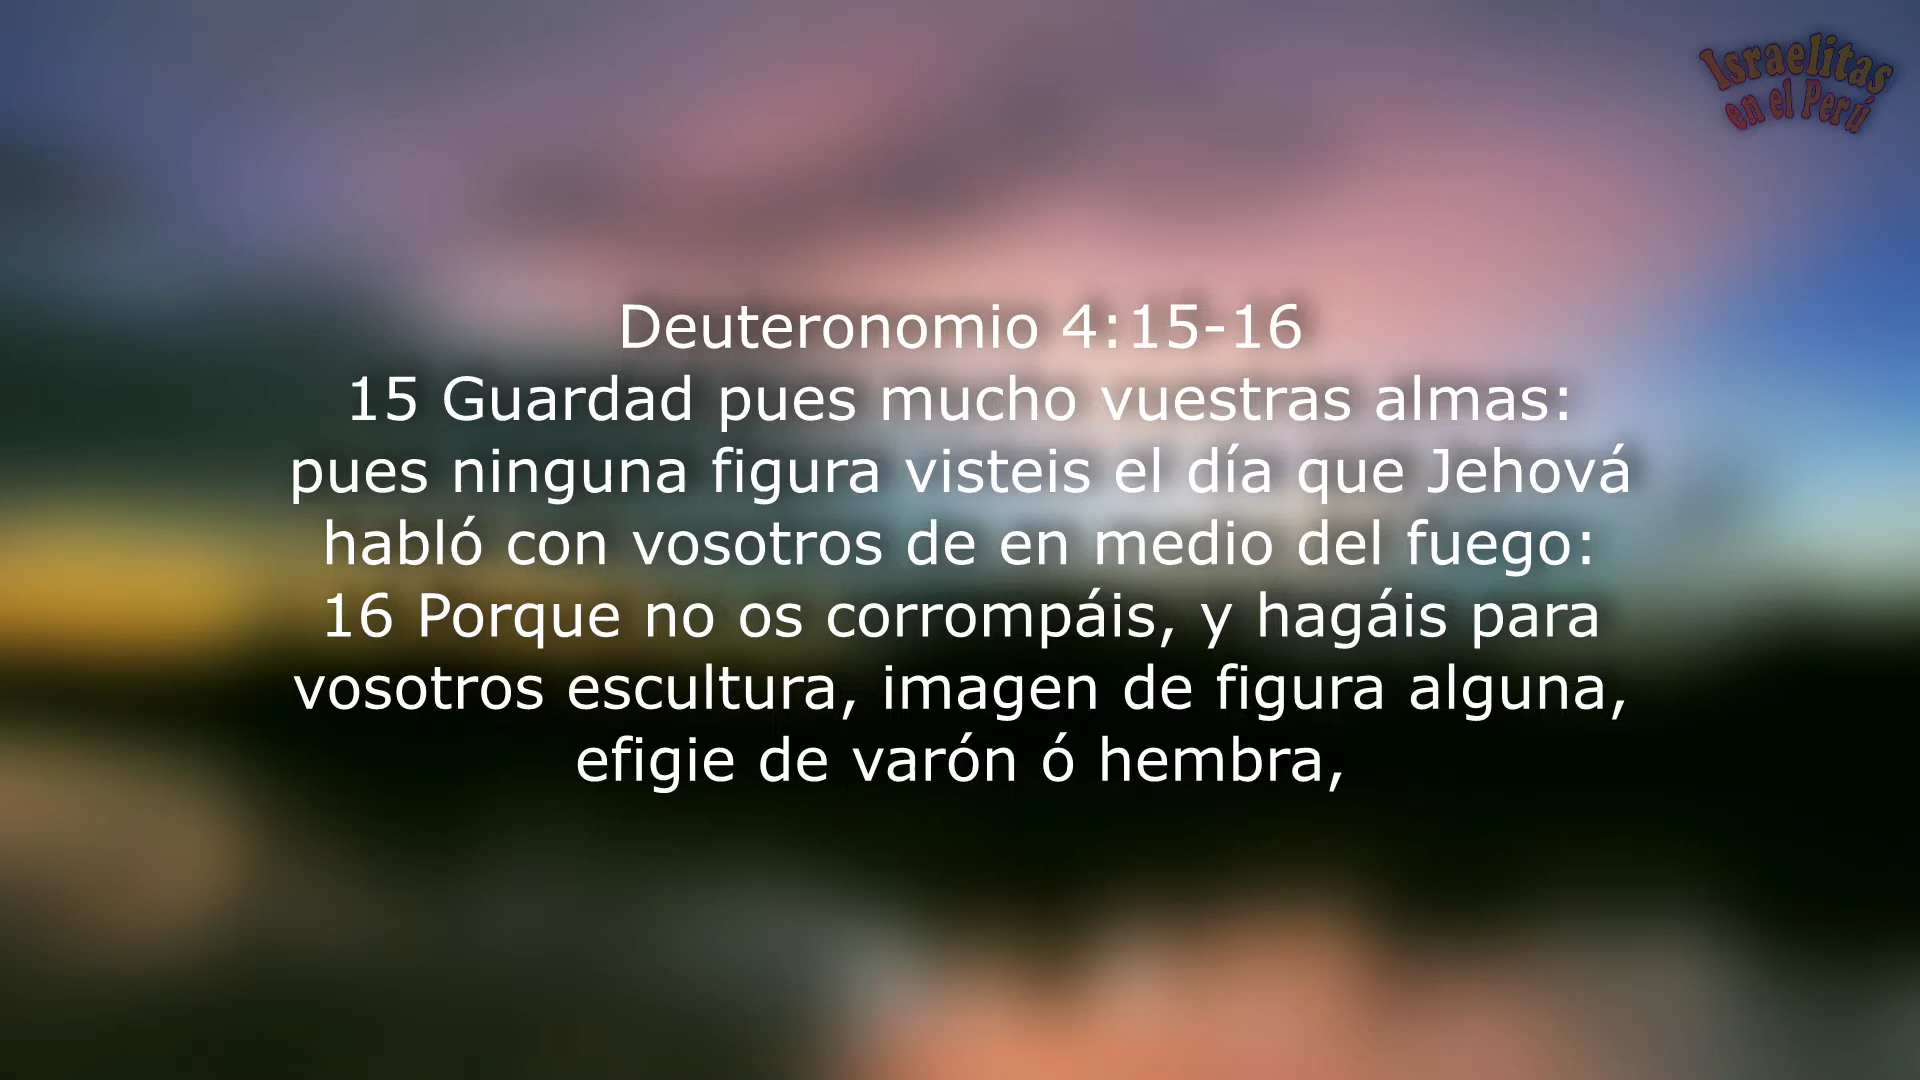 Israelitas
en el Perú
Deuteronomio 4:15-16
15 Guardad pues mucho vuestras almas:
pues ninguna figura visteis el día que Jehová
habló con vosotros de en medio del fuego:
16 Porque no os corrompáis, y hagáis para
vosotros escultura, imagen de figura alguna,
efigie de varón ó hembra,